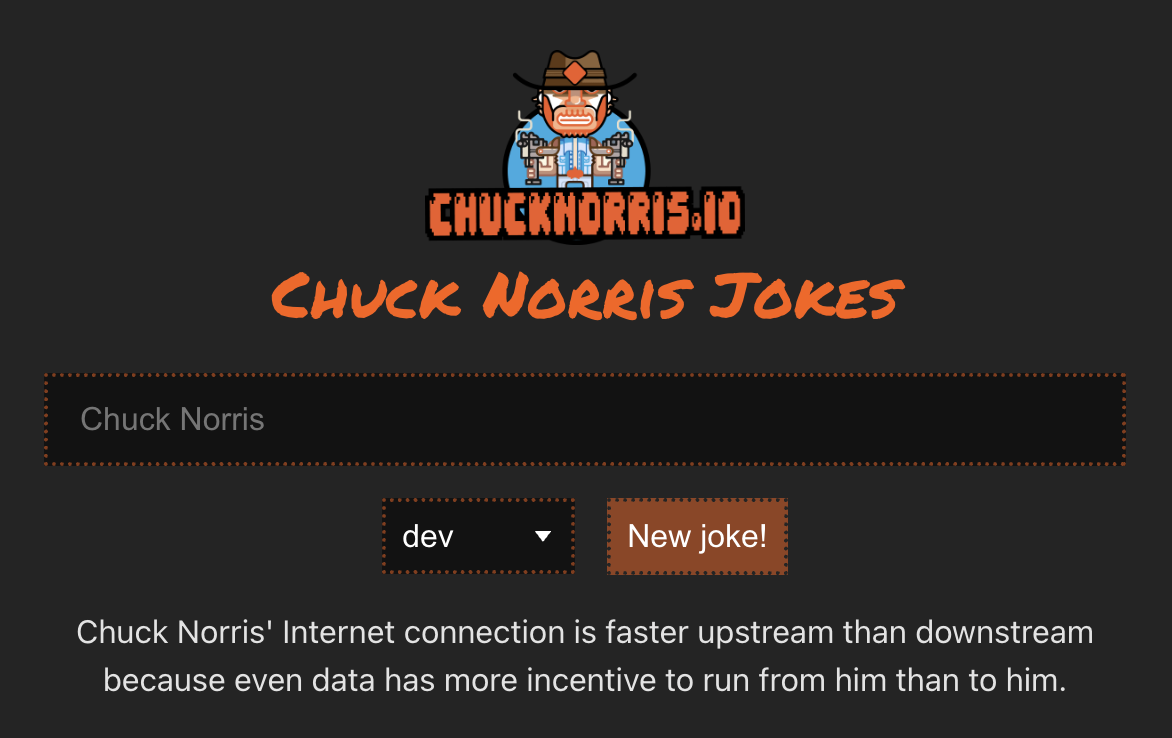 CHUCKNORRIS.IO
Chuck Norris Jokes
Chuck Norris
dev
New joke!
Chuck Norris' Internet connection is faster upstream than downstream
because even data has more incentive to run from him than to him.